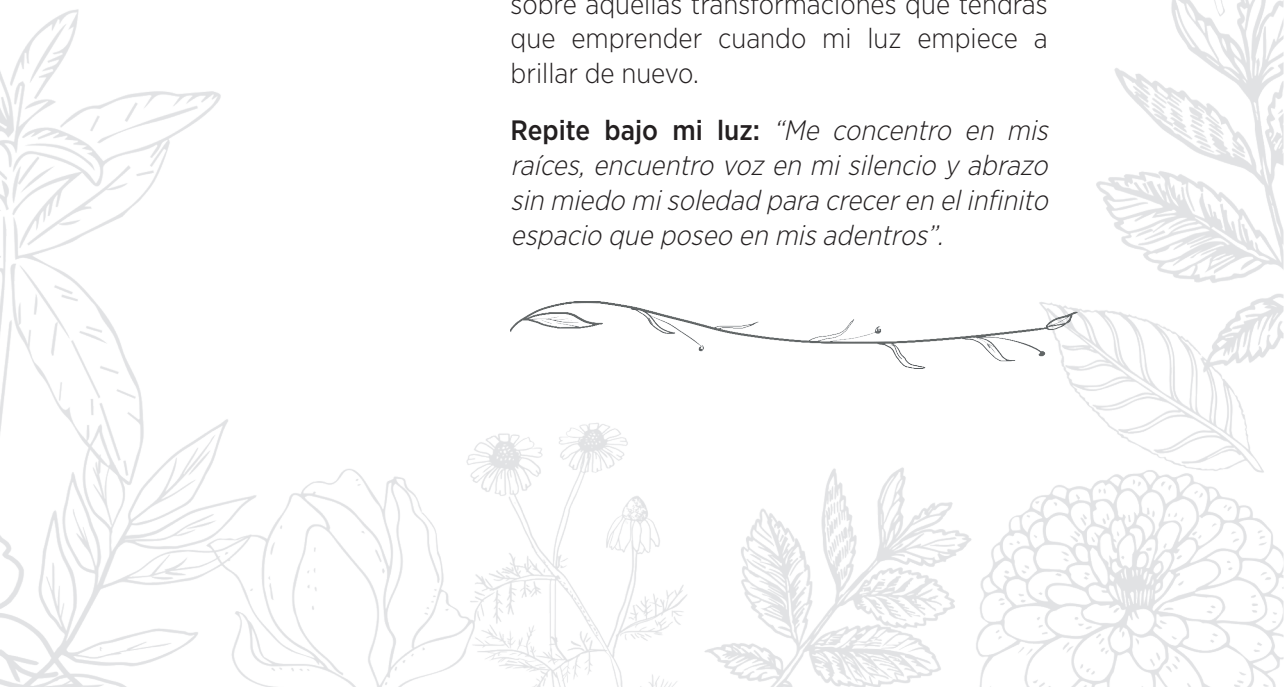 sobre aquellas transformaciones que tendrás
que emprender cuando mi luz empiece a
brillar de nuevo.
Repite bajo mi luz: “Me concentro en mis
raíces, encuentro voz en mi silencio y abrazo
sin miedo mi soledad para crecer en el infinito
espacio que poseo en mis adentros”.